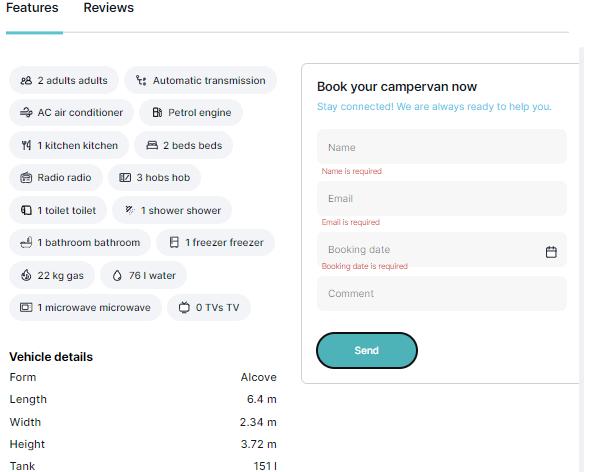 Features Reviews
2 adults adults Automatic transmission
AC air conditioner Petrol engine
1 kitchen kitchen 2 beds beds
Radio radio 3 hobs hob
1 toilet toilet 1 shower shower
1 bathroom bathroom 1 freezer freezer
22 kg gas 76 l water
1 microwave microwave 0 TVs TV
Vehicle details
Form Alcove
Length 6.4 m
Width 2.34 m
Height 3.72 m
Tank 151 l
Book your campervan now
Stay connected! We are always ready to help you.
Name
Name is required
Email
Email is required
Booking date
Booking date is required
Comment
Send